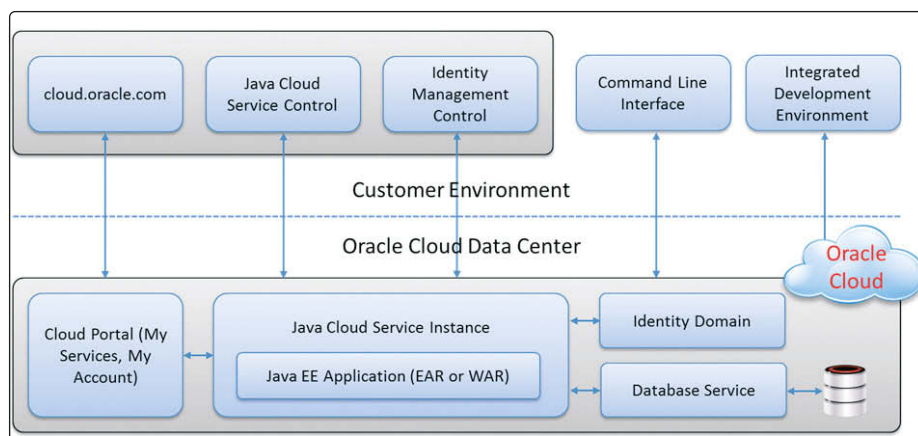 cloud.oracle.com
Java Cloud
Service Control
Identity
Management
Control
Command Line
Interface
Integrated
Development
Environment
Customer Environment
Oracle Cloud Data Center
Oracle
Cloud
Cloud Portal (My
Services, My
Account)
Java Cloud Service Instance
Java EE Application (EAR or WAR)
Identity Domain
Database Service